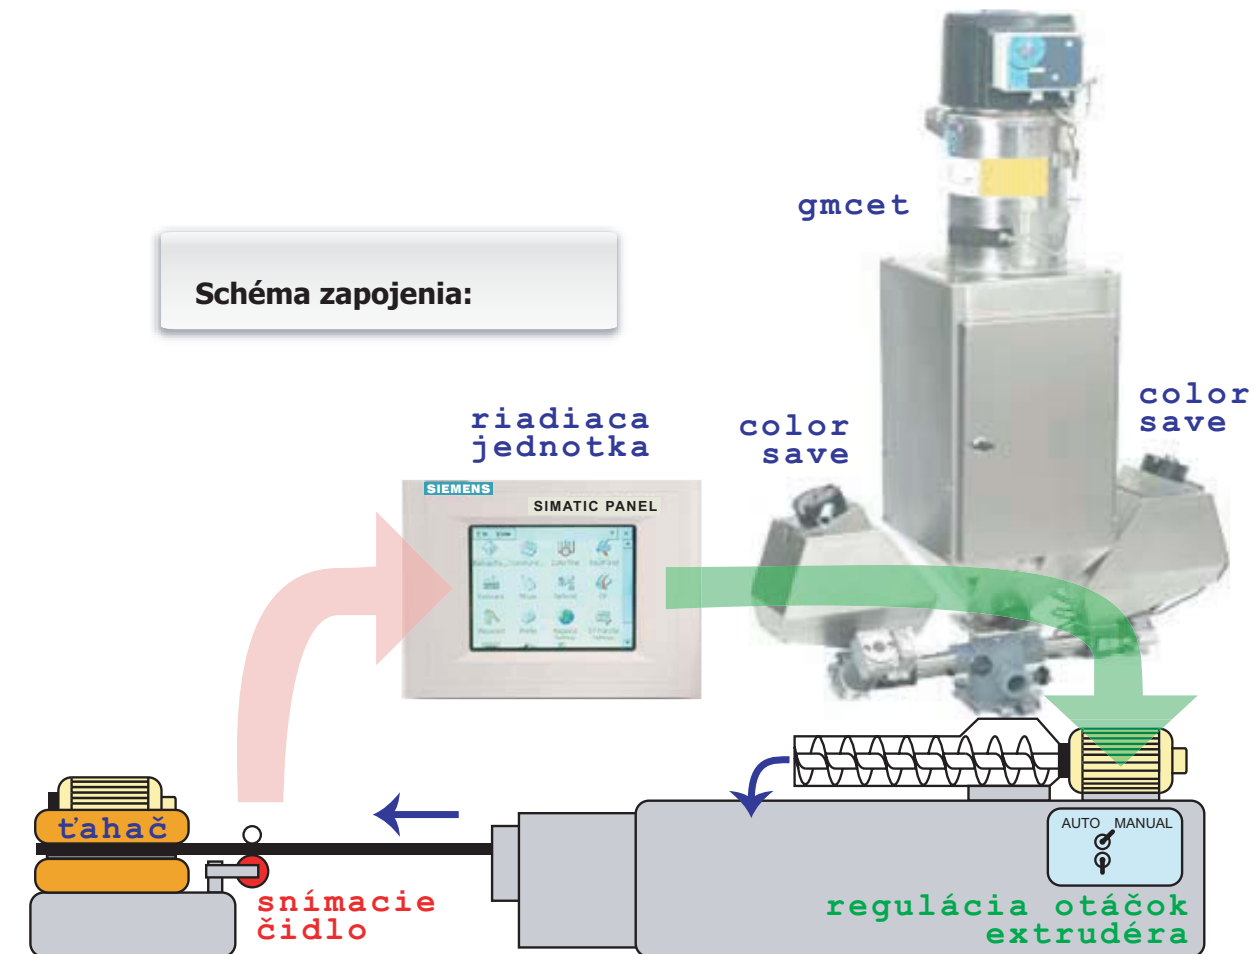 gmcet
Schéma zapojenia:
riadiaca
jednotka
color
save
color
save
SIEMENS
SIMATIC PANEL
AUTO MANUAL
ťahač
snímacie
čidlo
regulácia otáčok
extrudéra